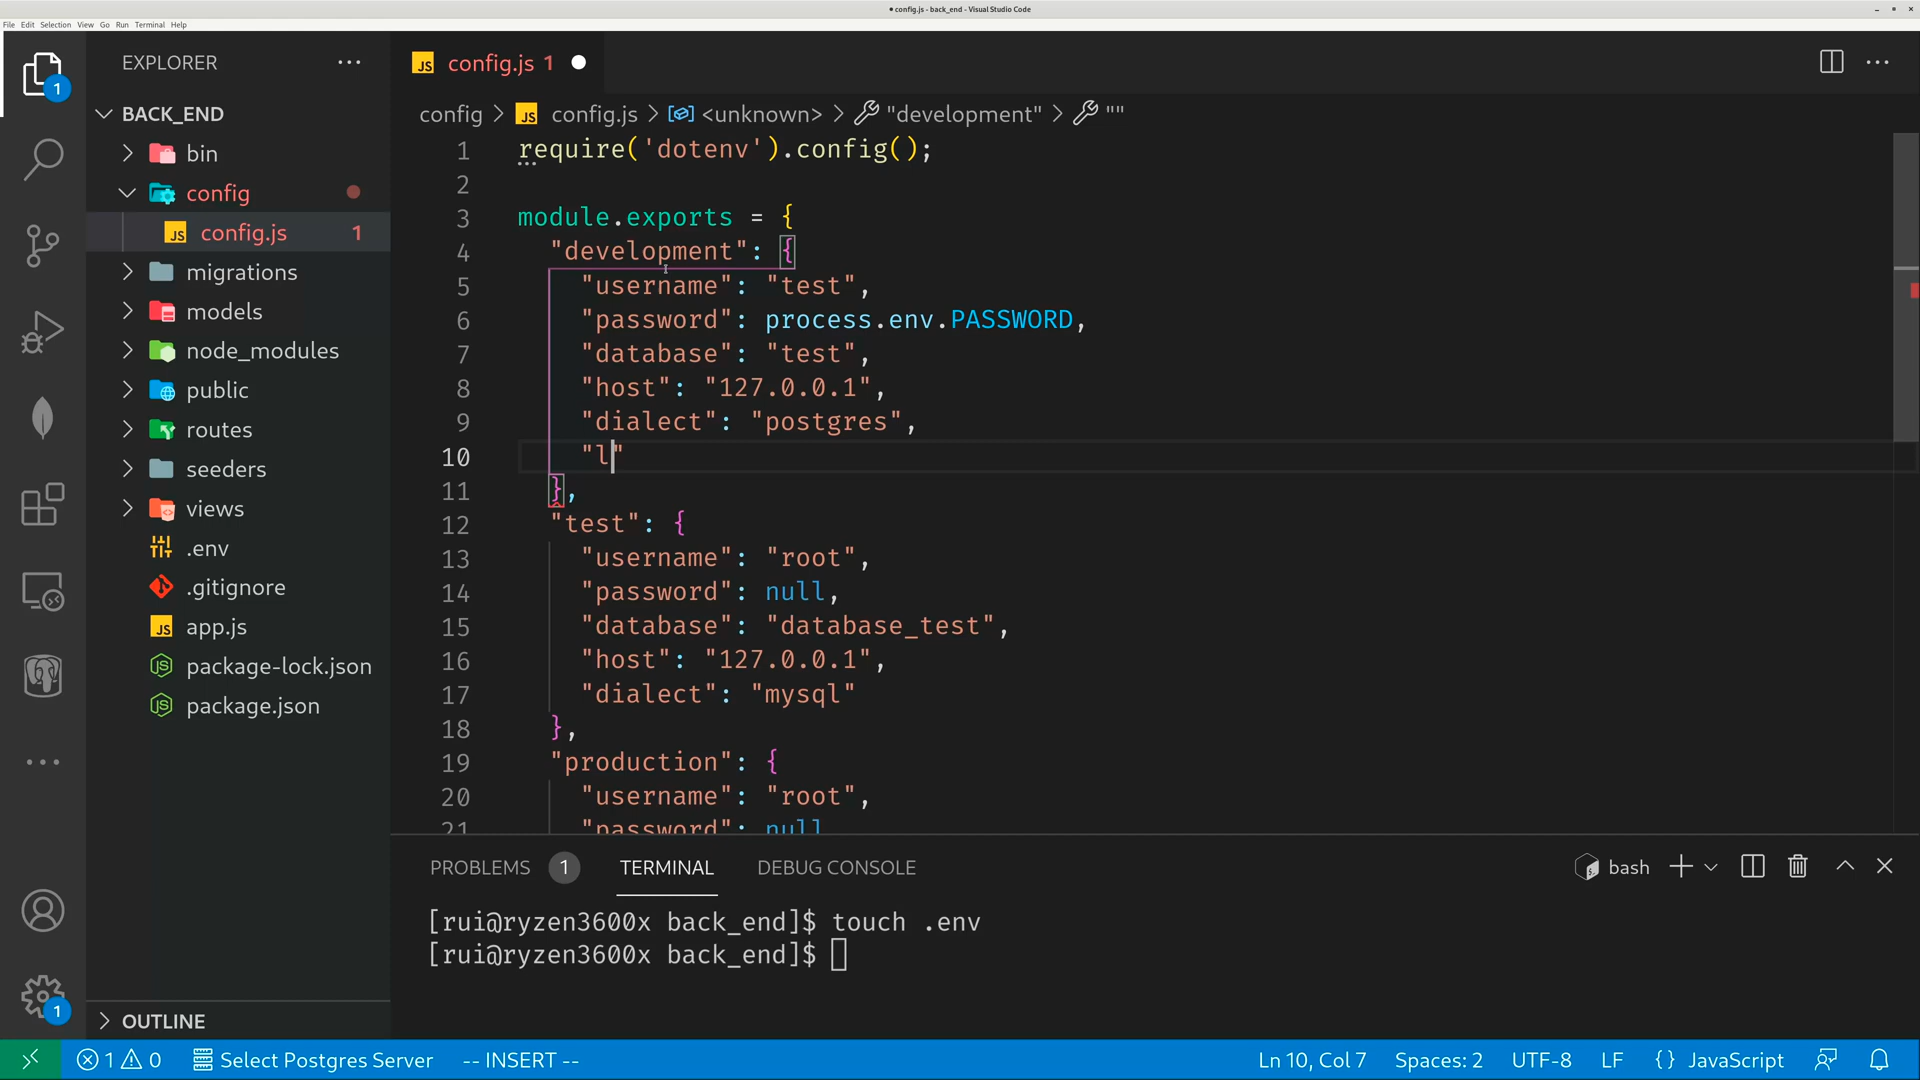 ● config.js - back_end - Visual Studio Code
File Edit Selection View Go Run Terminal Help
EXPLORER
BACK_END
bin
config
config.js 1
migrations
models
node_modules
public
routes
seeders
views
.env
.gitignore
app.js
package-lock.json
package.json
OUTLINE
1
1
config.js 1
config > config.js > <unknown> > "development" > ""
1 require('dotenv').config();
2
3 module.exports = {
4 "development": {
5 "username": "test",
6 "password": process.env.PASSWORD,
7 "database": "test",
8 "host": "127.0.0.1",
9 "dialect": "postgres",
10 "l"
11 },
12 "test": {
13 "username": "root",
14 "password": null,
15 "database": "database_test",
16 "host": "127.0.0.1",
17 "dialect": "mysql"
18 },
19 "production": {
20 "username": "root",
21 "password": null
PROBLEMS 1 TERMINAL DEBUG CONSOLE
bash
[rui@ryzen3600x back_end]$ touch .env
[rui@ryzen3600x back_end]$
1 0 Select Postgres Server -- INSERT -- Ln 10, Col 7 Spaces: 2 UTF-8 LF {} JavaScript